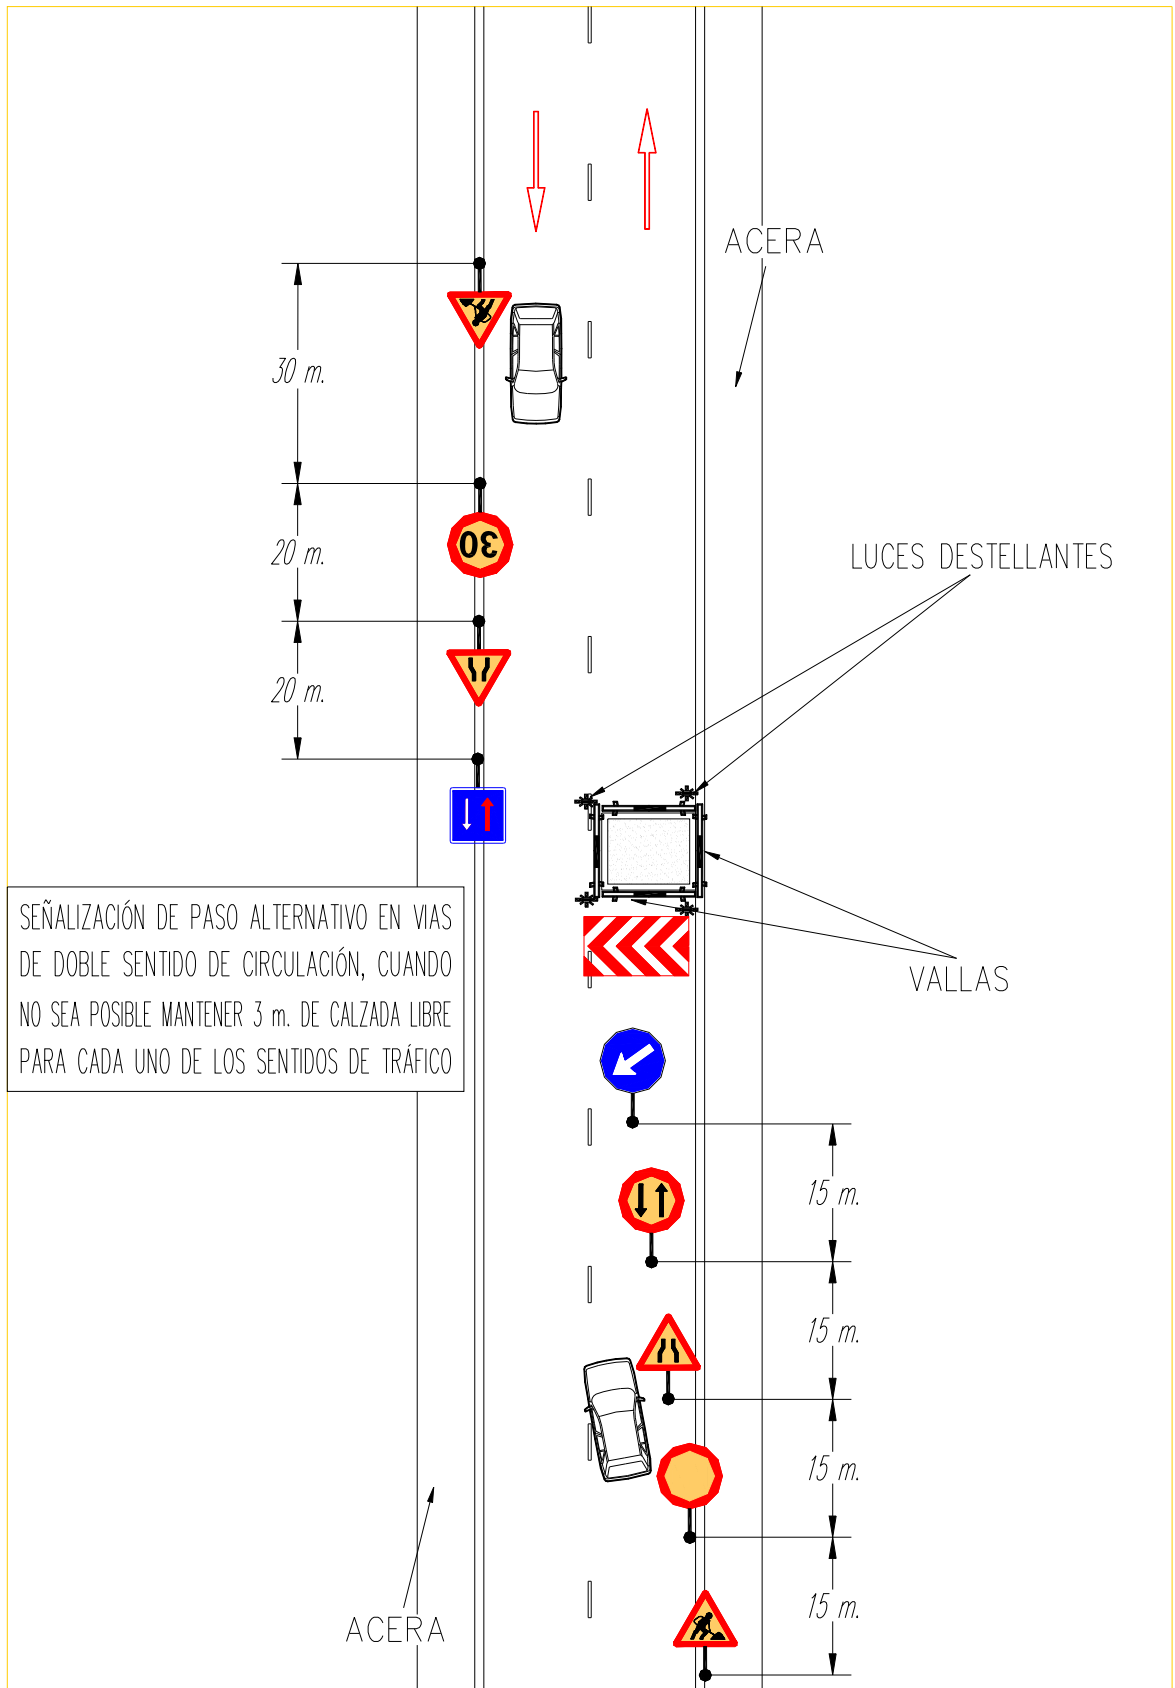 ACERA
30 m.
30
20 m.
LUCES DESTELLANTES
20 m.
SEÑALIZACIÓN DE PASO ALTERNATIVO EN VIAS
DE DOBLE SENTIDO DE CIRCULACIÓN, CUANDO
NO SEA POSIBLE MANTENER 3 m. DE CALZADA LIBRE
PARA CADA UNO DE LOS SENTIDOS DE TRÁFICO
VALLAS
15 m.
15 m.
15 m.
15 m.
ACERA